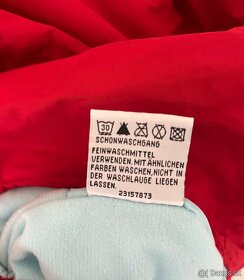 30
SCHONWASCHGANG
FEINWASCHMITTEL
VERWENDEN. MIT ÄHNLICHEN
FARBEN WASCHEN, NICHT IN
DER WASCHLAUGE LIEGEN
LASSEN.
23157873